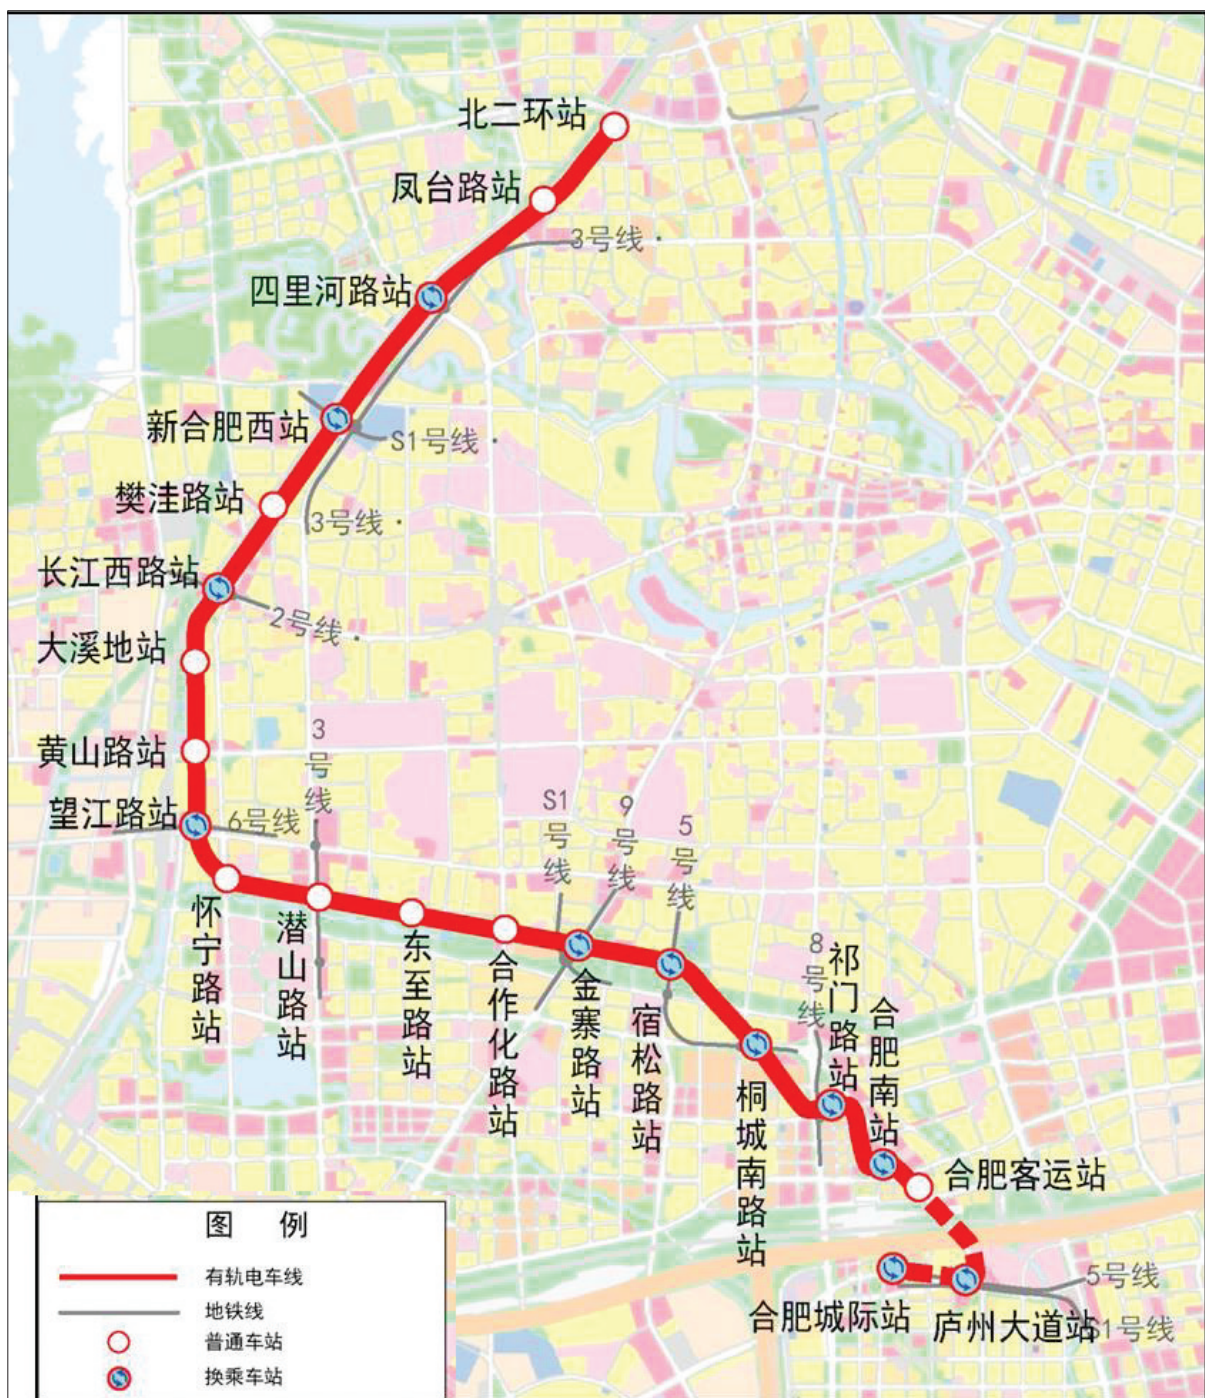 北二环站
凤台路站
3号线
四里河路站
新合肥西站
S1号线
樊洼路站
3号线
长江西路站
2号线
大溪地站
黄山路站
3号线
望江路站
6号线
S1号线
9号线
5号线
怀宁路站
潜山路站
东至路站
合作化路站
金寨路站
宿松路站
桐城南路站
8号线
祁门路站
合肥南站
合肥客运站
合肥城际站
庐州大道站
5号线
S1号线
图 例
有轨电车线
地铁线
普通车站
换乘车站